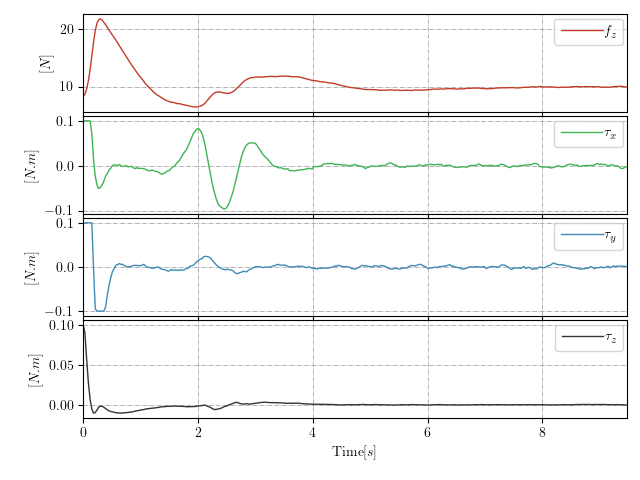 20
10
[N]
f_z
0.1
0.0
−0.1
[N.m]
τ_x
0.1
0.0
−0.1
[N.m]
τ_y
0.10
0.05
0.00
[N.m]
τ_z
0 2 4 6 8
Time[s]